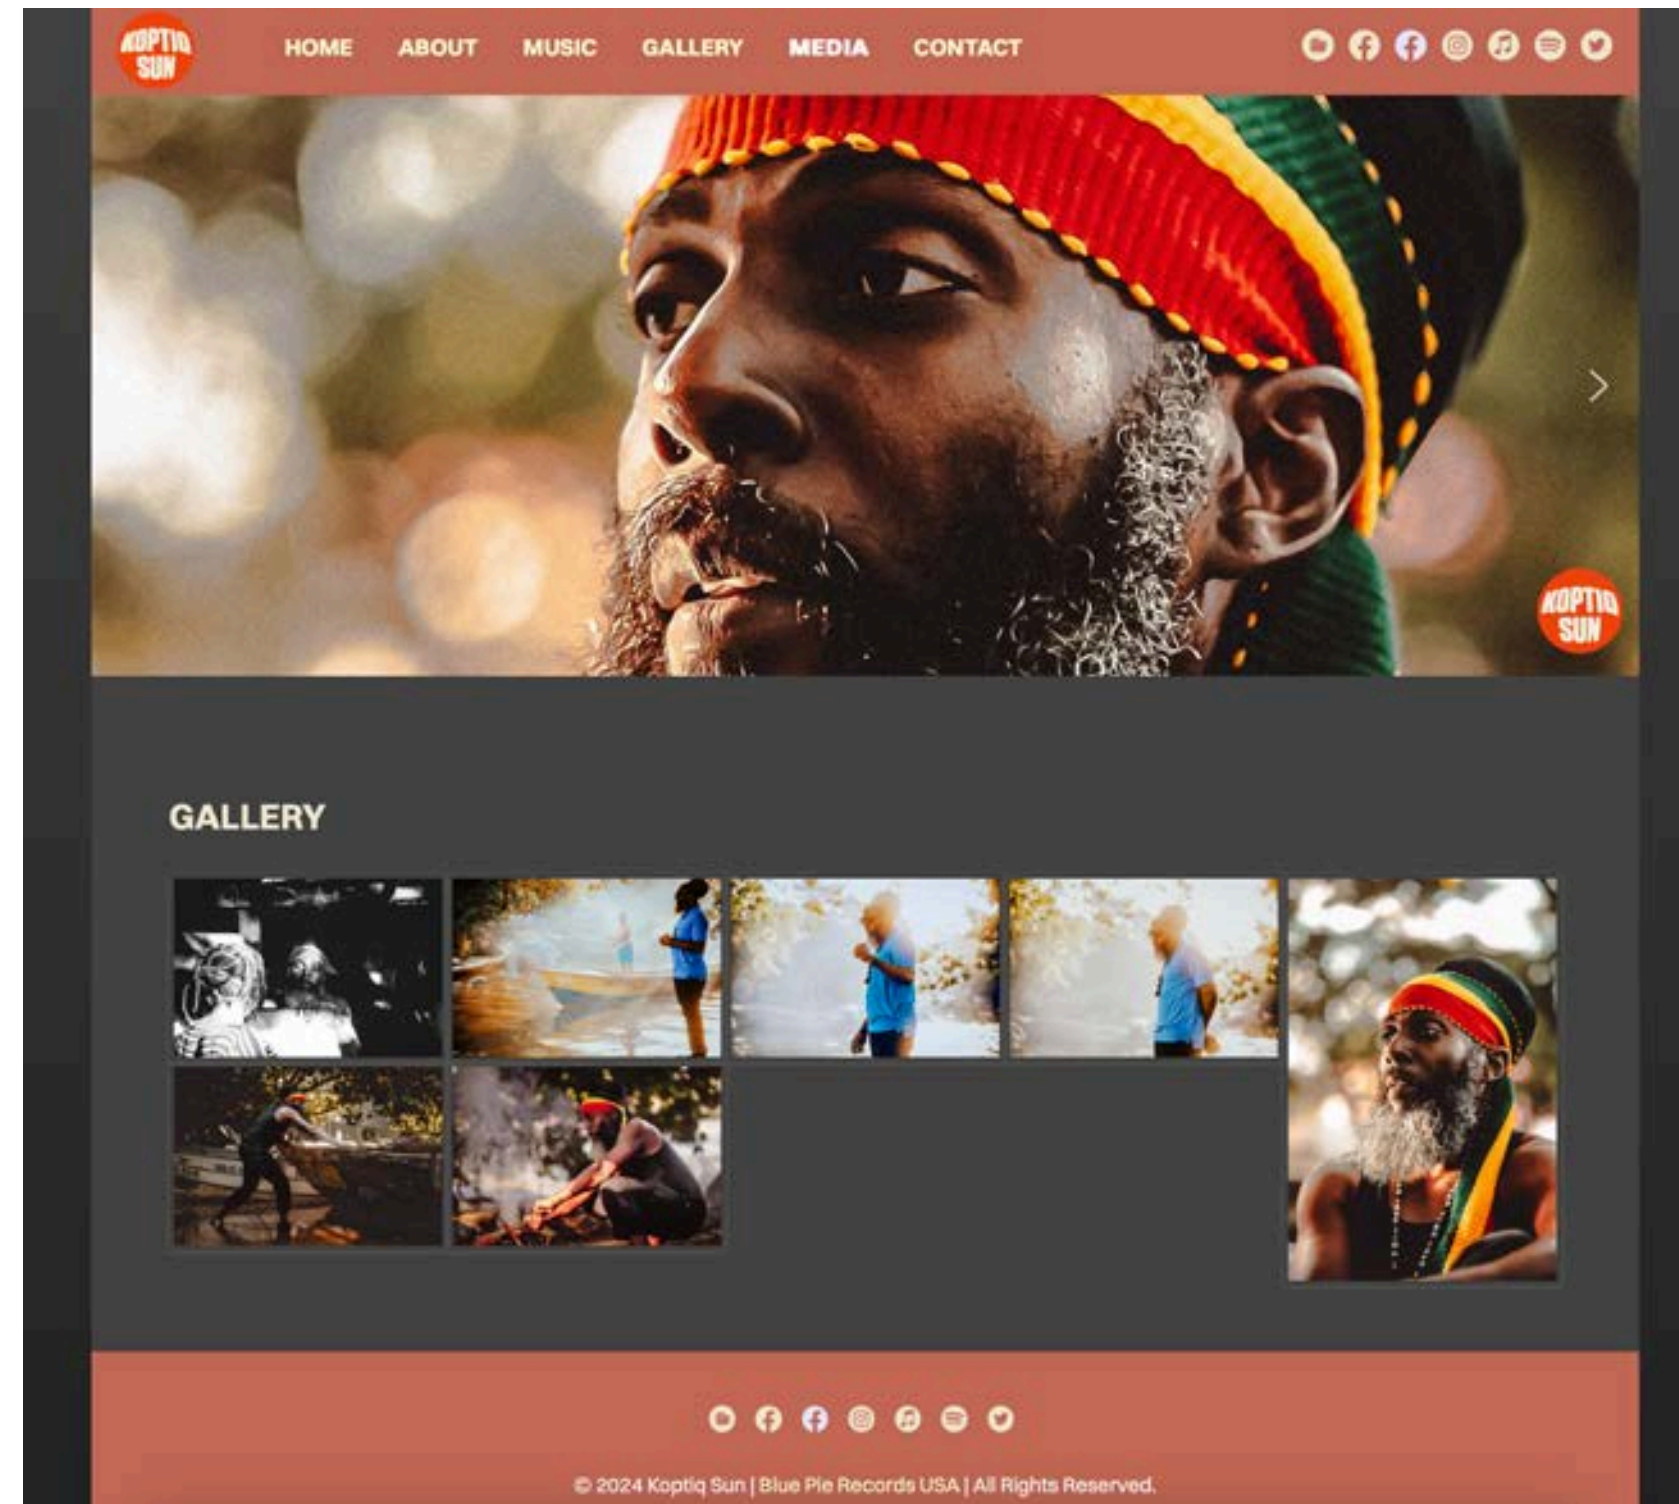 KOPTIQ
SUN
HOME ABOUT MUSIC GALLERY MEDIA CONTACT
KOPTIQ
SUN
GALLERY
© 2024 Koptiq Sun | Blue Pie Records USA | All Rights Reserved.